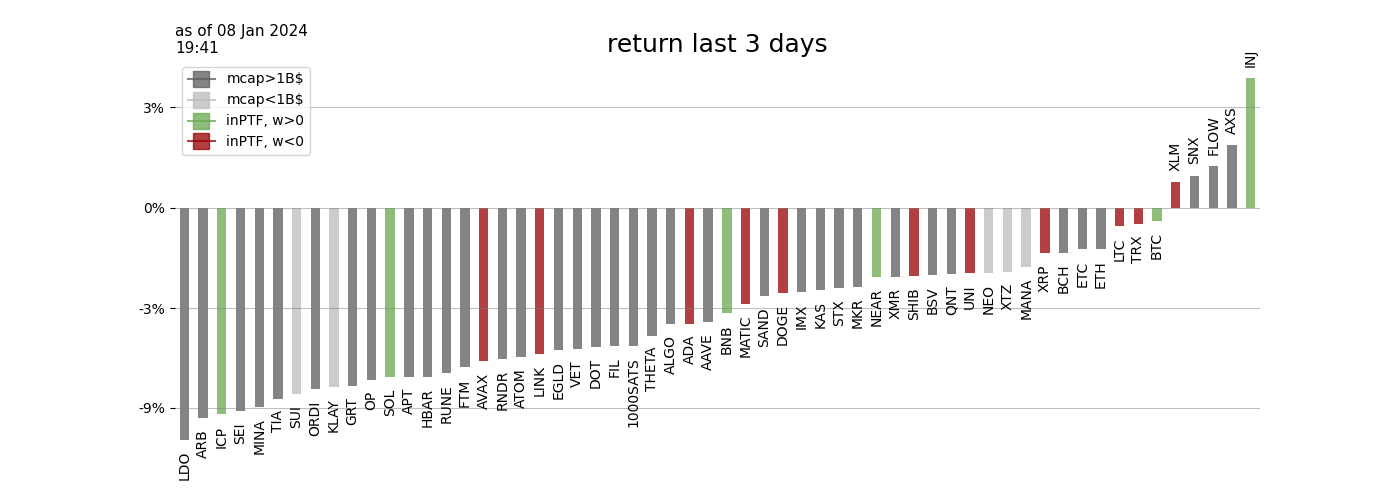 as of 08 Jan 2024
19:41
return last 3 days
mcap>1B$
mcap<1B$
inPTF, w>0
inPTF, w<0
3%
0%
-3%
-9%
LDO
ARB
ICP
SEI
MINA
TIA
SUI
ORDI
KLAY
GRT
OP
SOL
APT
HBAR
RUNE
FTM
AVAX
RNDR
ATOM
LINK
EGLD
VET
DOT
FIL
1000SATS
THETA
ALGO
ADA
AAVE
BNB
MATIC
SAND
DOGE
IMX
KAS
STX
MKR
NEAR
XMR
SHIB
BSV
QNT
UNI
NEO
XTZ
MANA
XRP
BCH
ETC
ETH
LTC
TRX
BTC
XLM
SNX
FLOW
AXS
INJ